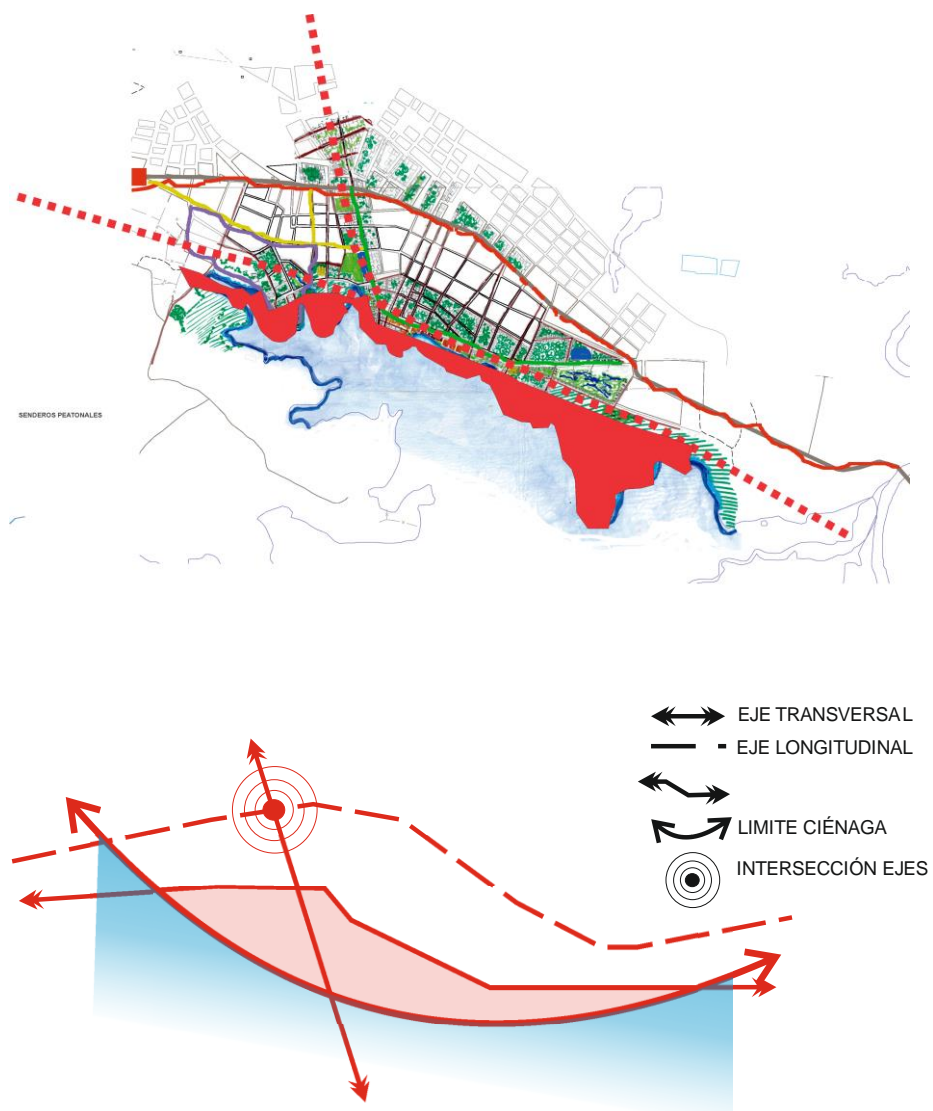 SENDEROS PEATONALES
EJE TRANSVERSAL
EJE LONGITUDINAL
LIMITE CIÉNAGA
INTERSECCIÓN EJES